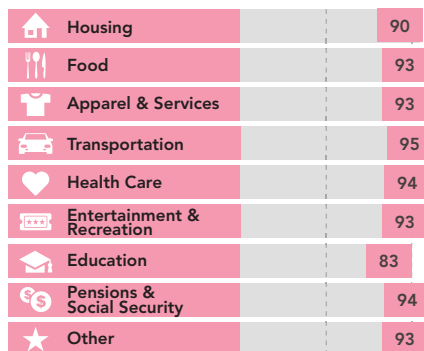 Housing 90
Food 93
Apparel & Services 93
Transportation 95
Health Care 94
Entertainment &
Recreation 93
Education 83
$ $ Pensions &
Social Security 94
Other 93